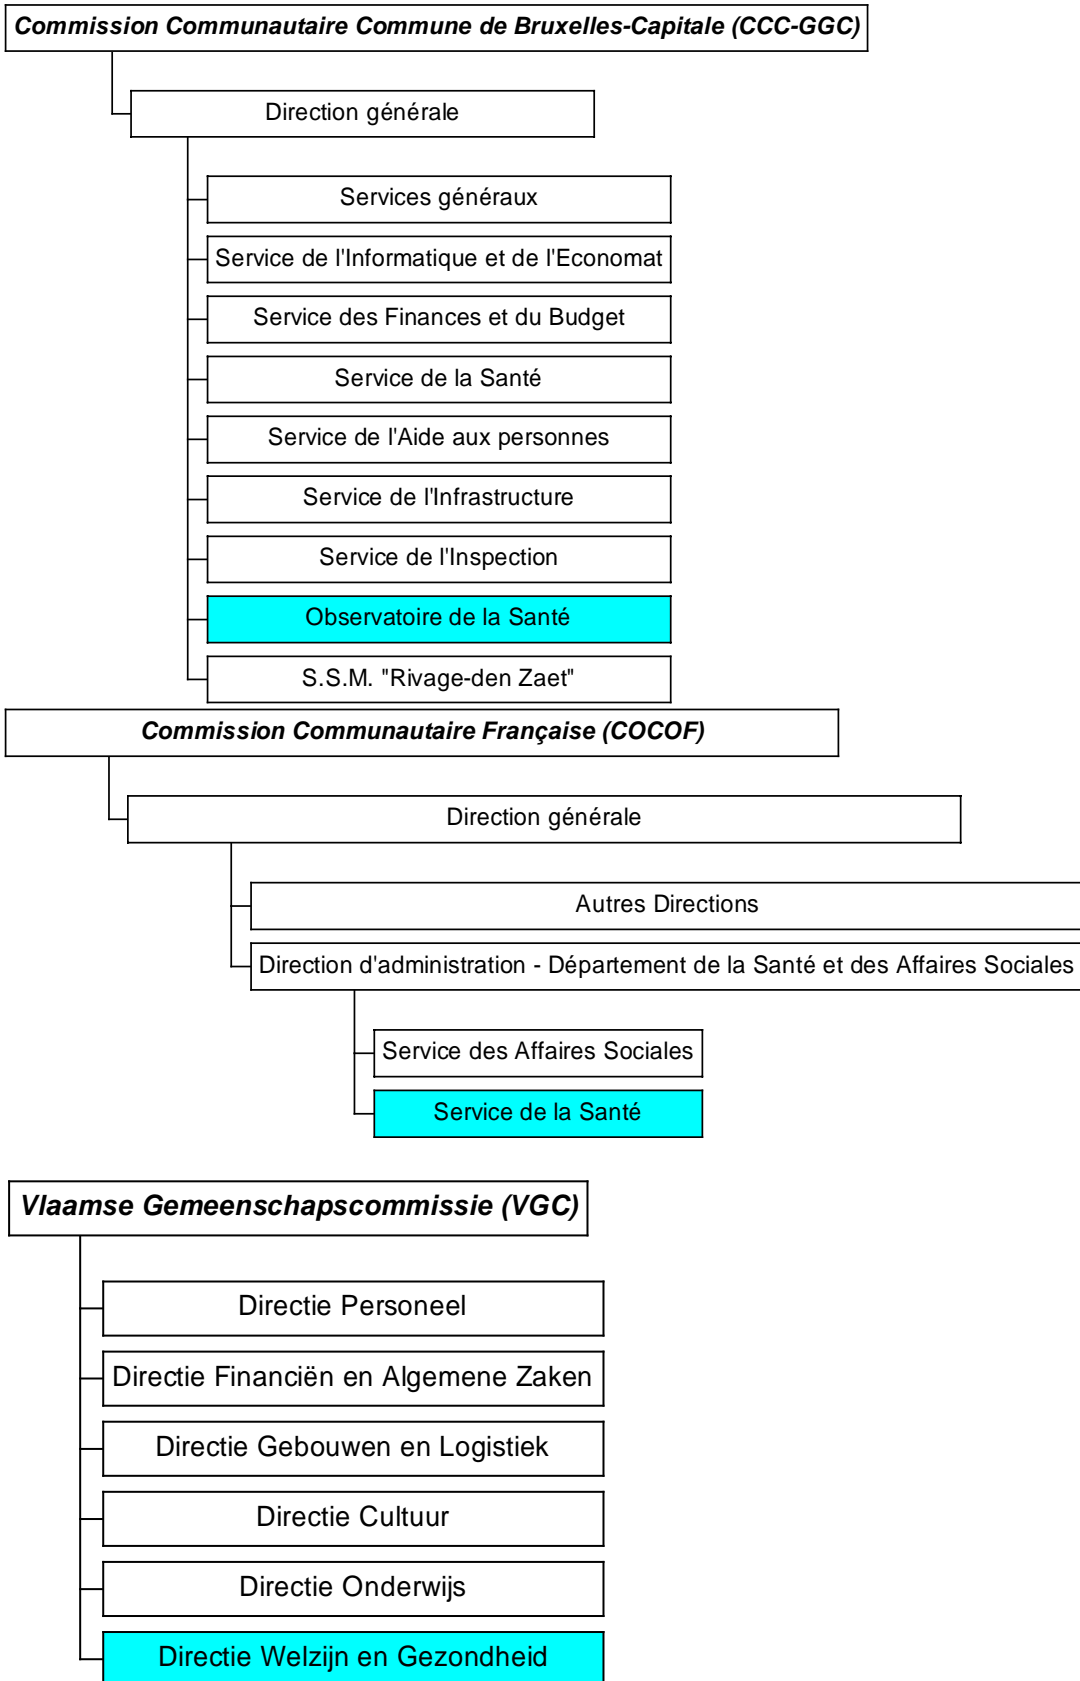 Commission Communautaire Commune de Bruxelles-Capitale (CCC-GGC)
Direction générale
Services généraux
Service de l'Informatique et de l'Economat
Service des Finances et du Budget
Service de la Santé
Service de l'Aide aux personnes
Service de l'Infrastructure
Service de l'Inspection
Observatoire de la Santé
S.S.M. "Rivage-den Zaet"
Commission Communautaire Française (COCOF)
Direction générale
Autres Directions
Direction d'administration - Département de la Santé et des Affaires Sociales
Service des Affaires Sociales
Service de la Santé
Vlaamse Gemeenschapscommissie (VGC)
Directie Personeel
Directie Financiën en Algemene Zaken
Directie Gebouwen en Logistiek
Directie Cultuur
Directie Onderwijs
Directie Welzijn en Gezondheid